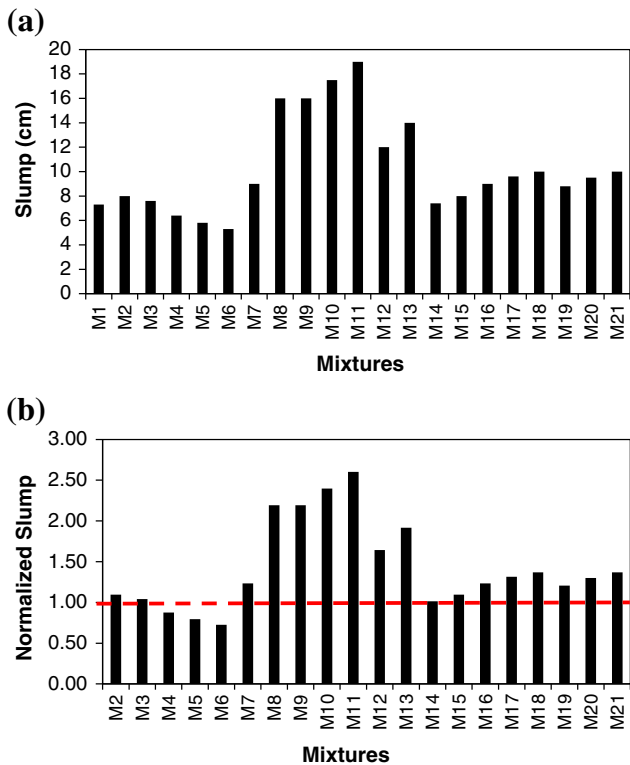 (a)
Slump (cm)
20
18
16
14
12
10
8
6
4
2
0
M1 M2 M3 M4 M5 M6 M7 M8 M9 M10 M11 M12 M13 M14 M15 M16 M17 M18 M19 M20 M21
Mixtures
(b)
Normalized Slump
3.00
2.50
2.00
1.50
1.00
0.50
0.00
M2 M3 M4 M5 M6 M7 M8 M9 M10 M11 M12 M13 M14 M15 M16 M17 M18 M19 M20 M21
Mixtures